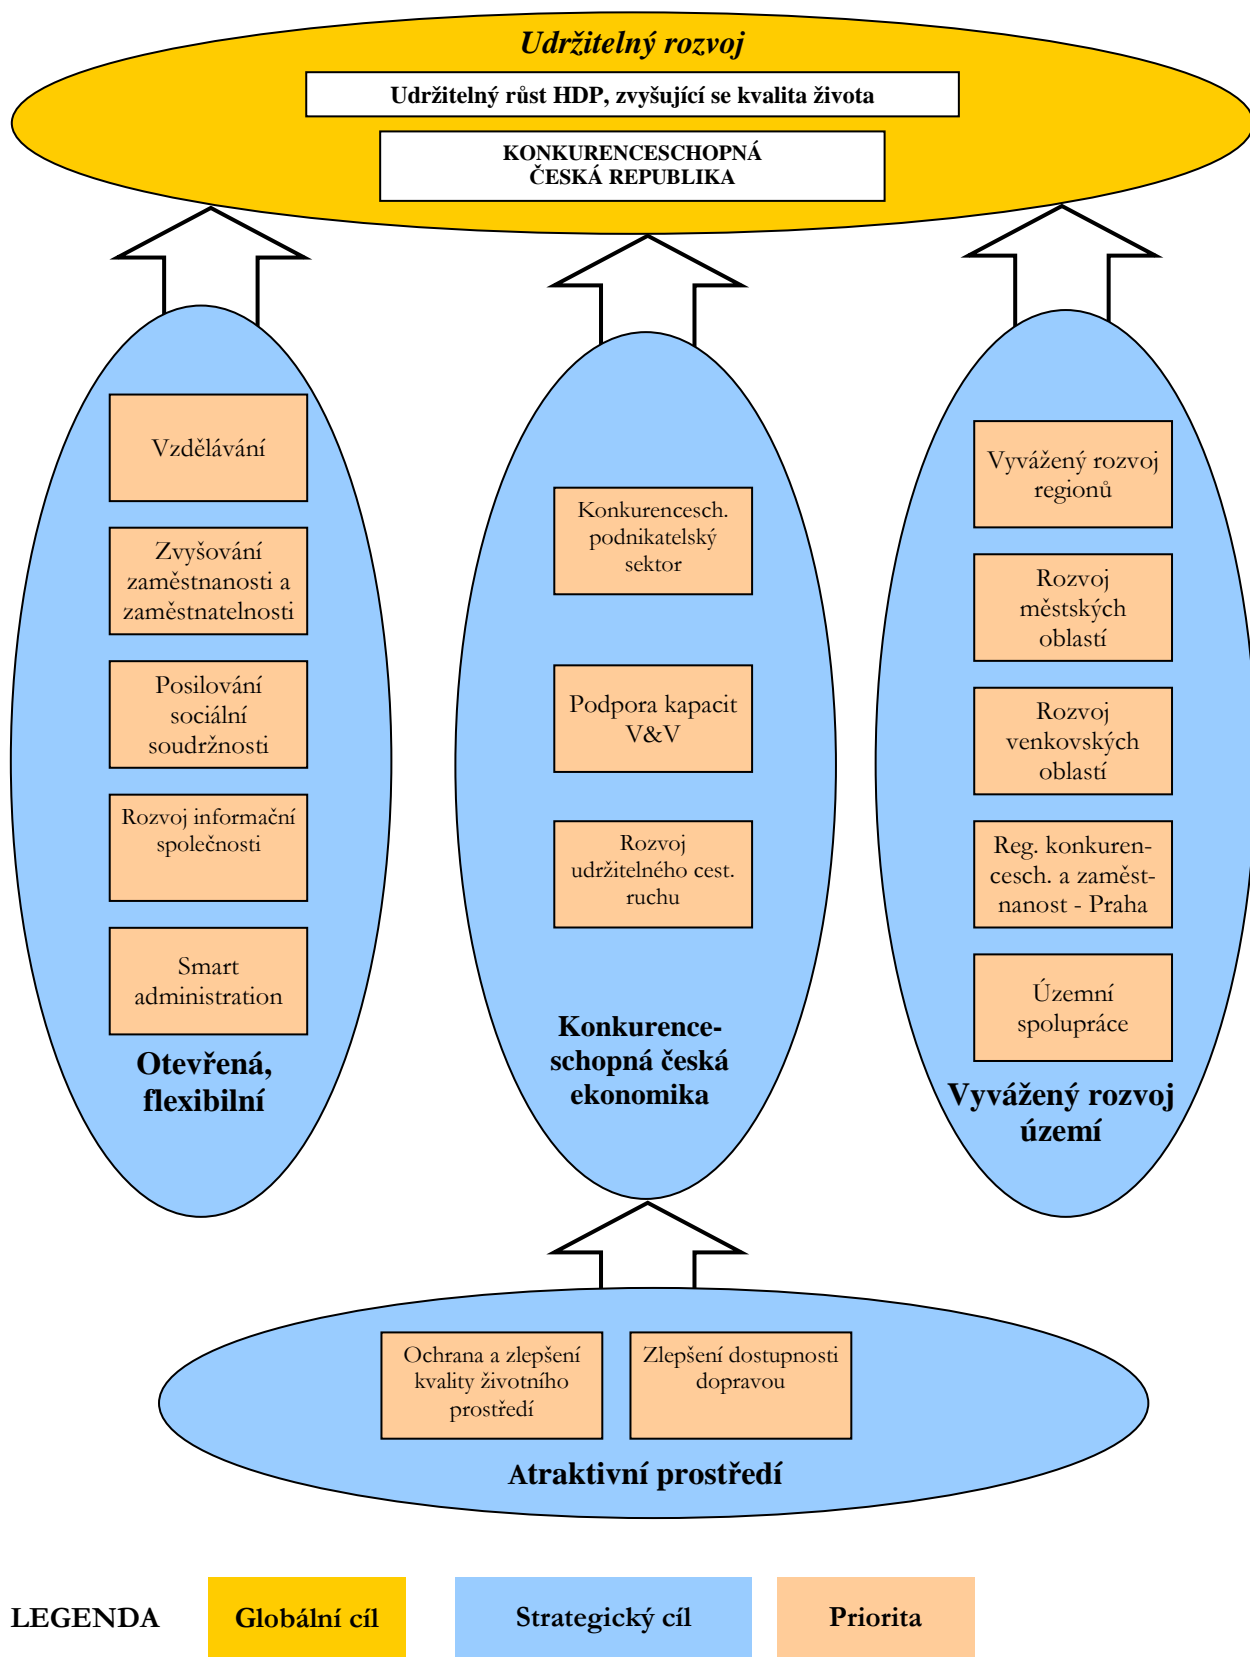 Udržitelný rozvoj
Udržitelný růst HDP, zvyšující se kvalita života
KONKURENCESCHOPNÁ
ČESKÁ REPUBLIKA
Vzdělávání
Zvyšování
zaměstnanosti a
zaměstnatelnosti
Posilování
sociální
soudržnosti
Rozvoj informační
společnosti
Smart
administration
Otevřená,
flexibilní
Konkurencesch.
podnikatelský
sektor
Podpora kapacit
V&V
Rozvoj
udržitelného cest.
ruchu
Konkurence-
schopná česká
ekonomika
Vyvážený rozvoj
regionů
Rozvoj
městských
oblastí
Rozvoj
venkovských
oblastí
Reg. konkuren-
cesch. a zaměst-
nanost - Praha
Územní
spolupráce
Vyvážený rozvoj
území
Ochrana a zlepšení
kvality životního
prostředí
Zlepšení dostupnosti
dopravou
Atraktivní prostředí
LEGENDA
Globální cíl
Strategický cíl
Priorita